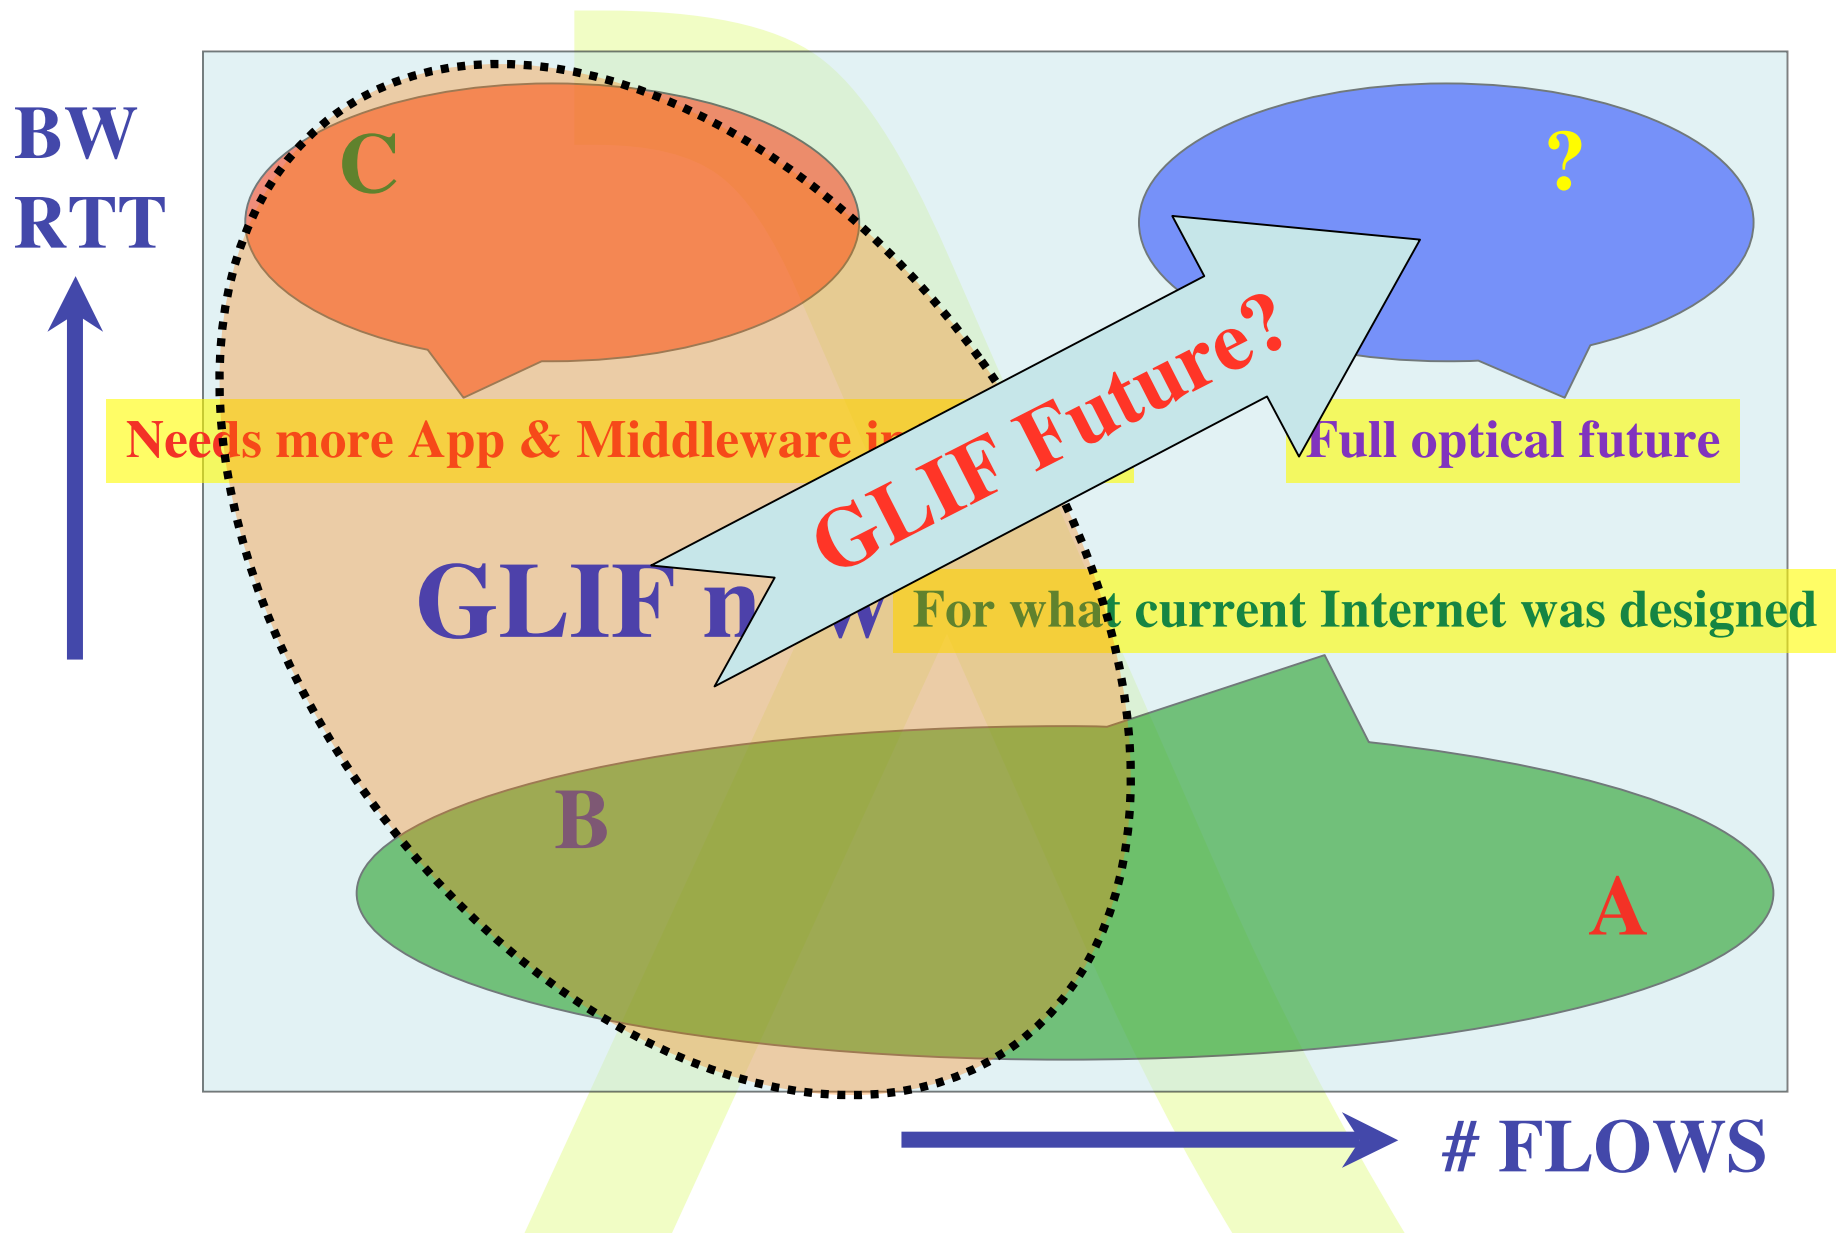 BW
RTT
C
?
Needs more App & Middleware
Full optical future
GLIF Future?
GLIF
For what current Internet was designed
B
A
# FLOWS